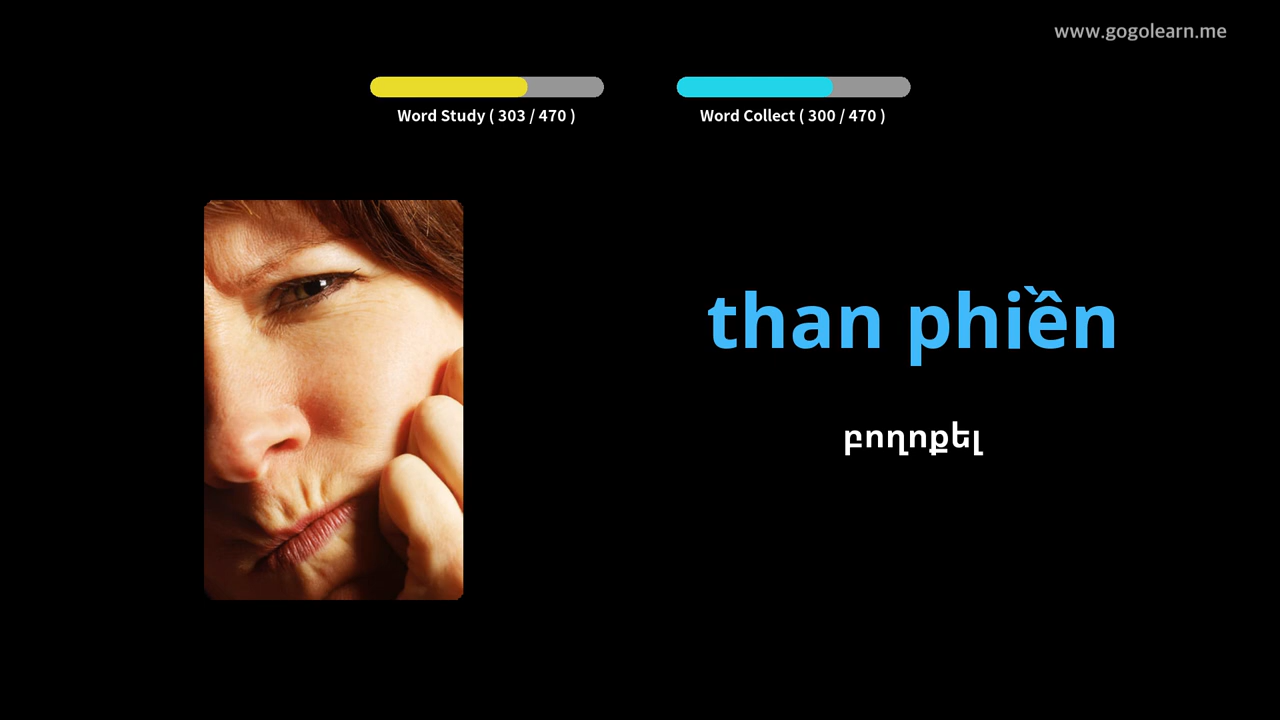 www.gogolearn.me
Word Study ( 303 / 470 )
Word Collect ( 300 / 470 )
than phiền
բողոքել